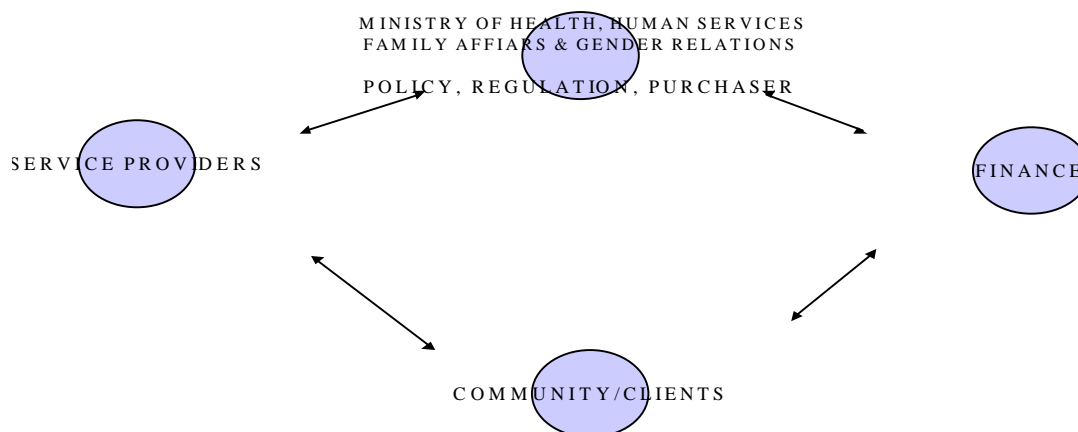 MINISTRY OF HEALTH, HUMAN SERVICES
FAMILY AFFIARS & GENDER RELATIONS
POLICY, REGULATION, PURCHASER
SERVICE PROVIDERS
FINANCE
COMMUNITY/CLIENTS